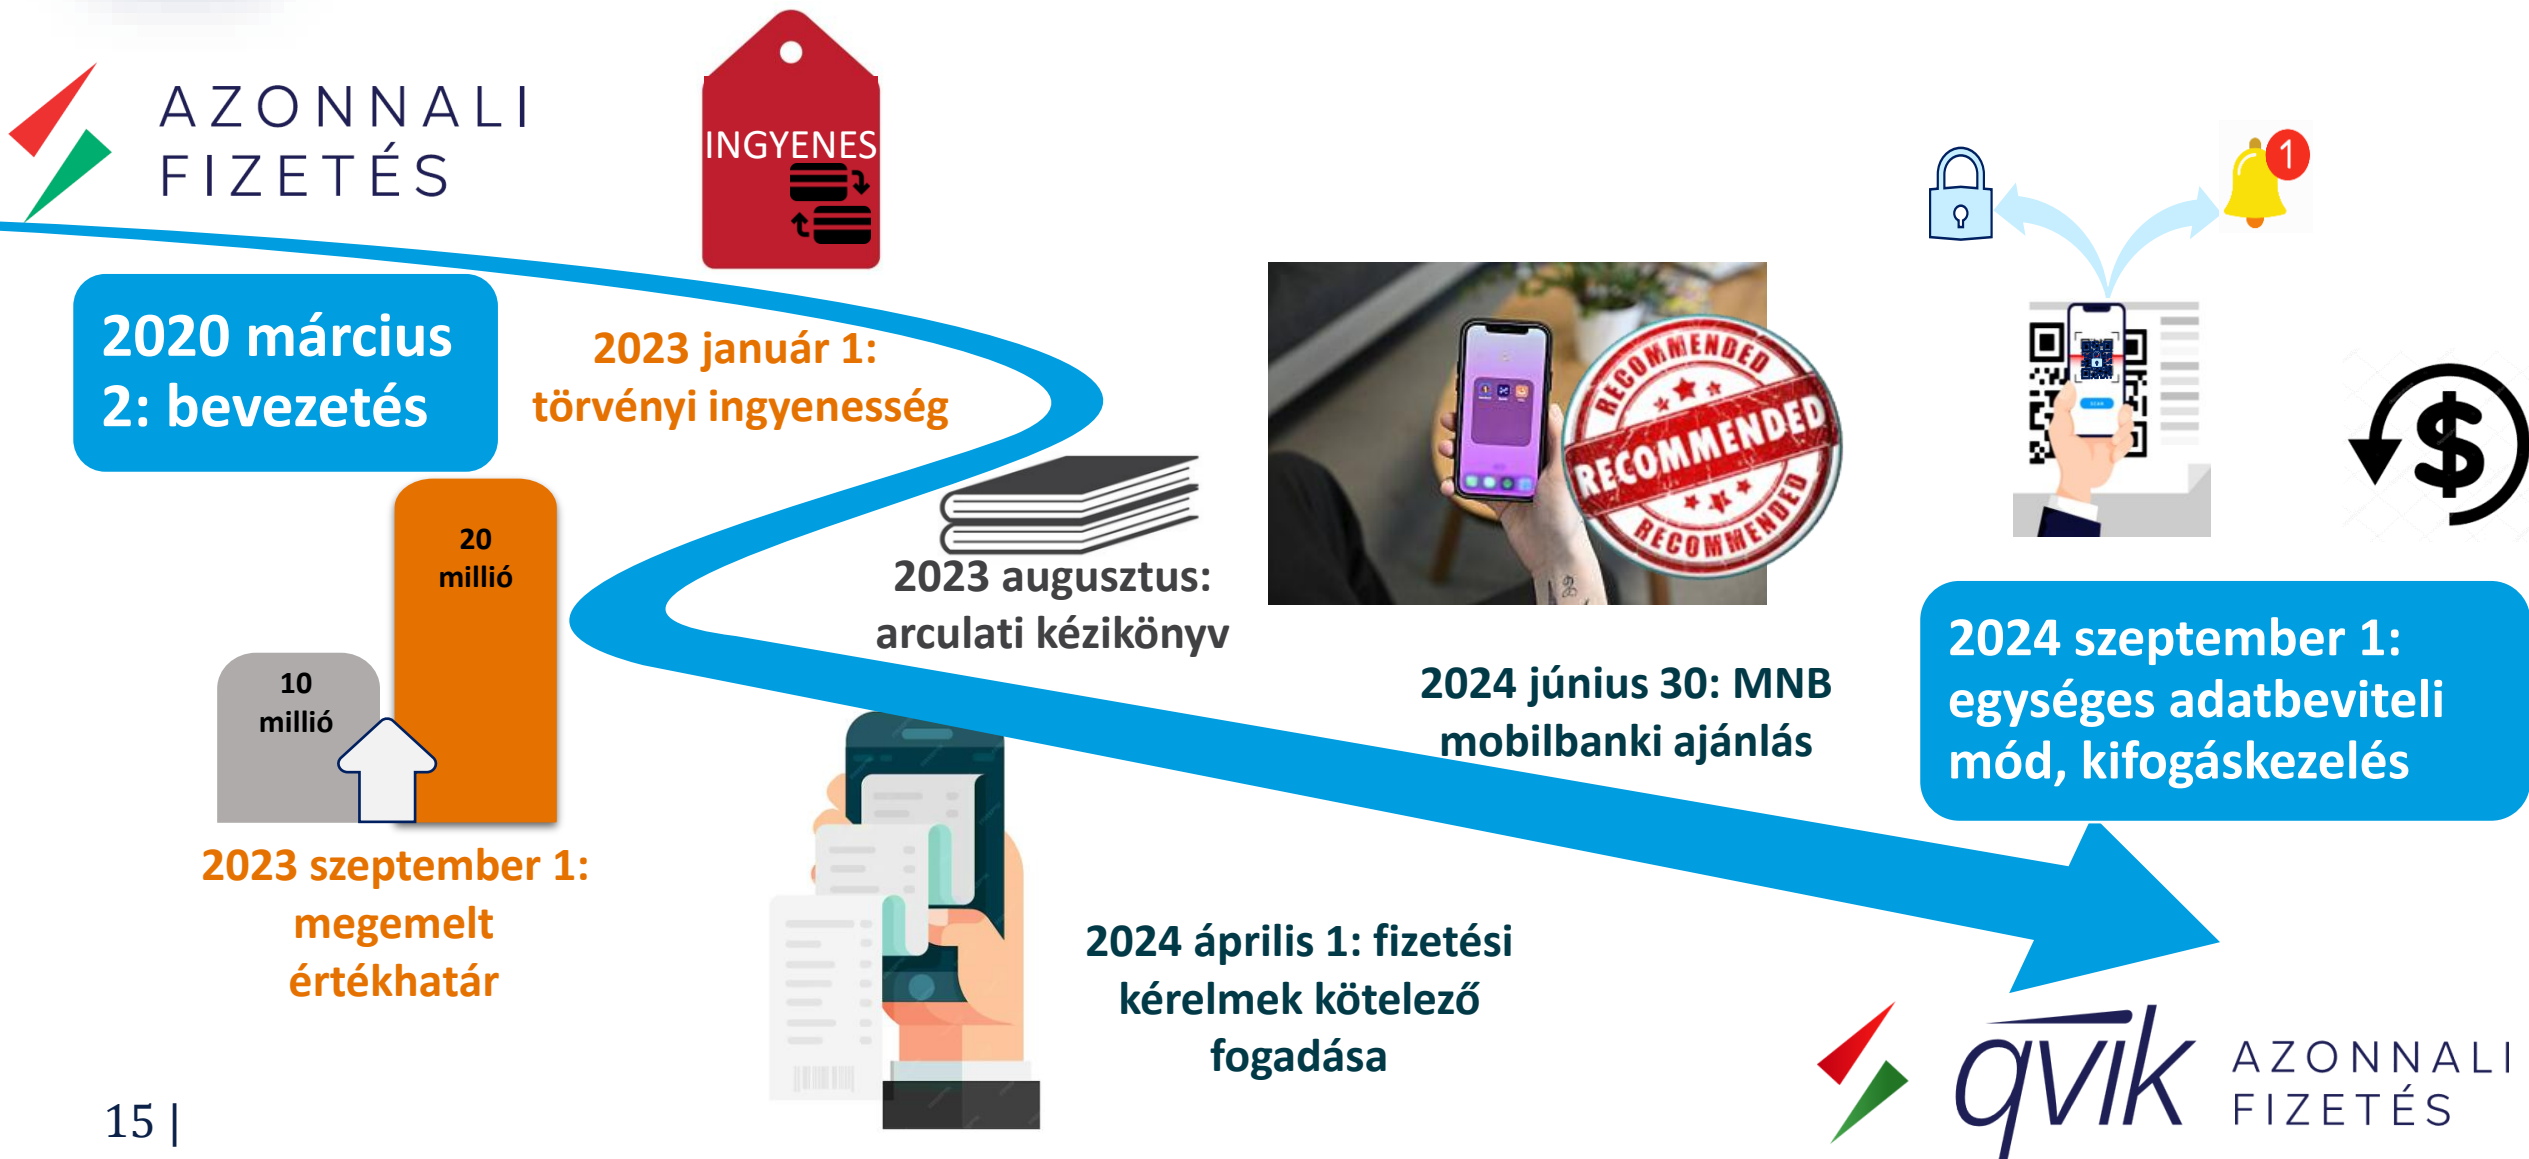 AZONNALI
FIZETÉS
INGYENES
2020 március
2: bevezetés
2023 január 1:
törvényi ingyenesség
1
20
millió
10
millió
2023 augusztus:
arculati kézikönyv
RECOMMENDED
RECOMMENDED
RECOMMENDED
2024 június 30: MNB
mobilbanki ajánlás
2024 szeptember 1:
egységes adatbeviteli
mód, kifogáskezelés
2023 szeptember 1:
megemelt
értékhatár
2024 április 1: fizetési
kérelmek kötelező
fogadása
qvik AZONNALI
FIZETÉS
15 |